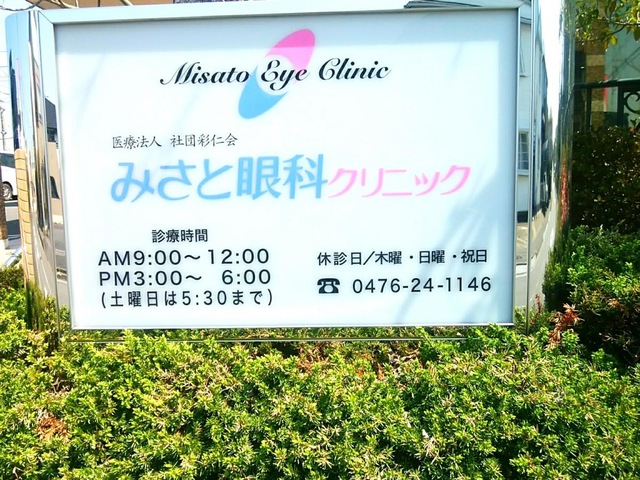 Misato Eye Clinic
医療法人 社団彩仁会
みさと眼科クリニック
診療時間
AM9:00〜12:00
PM3:00〜 6:00
(土曜日は5:30まで)
休診日/木曜・日曜・祝日
☎ 0476-24-1146